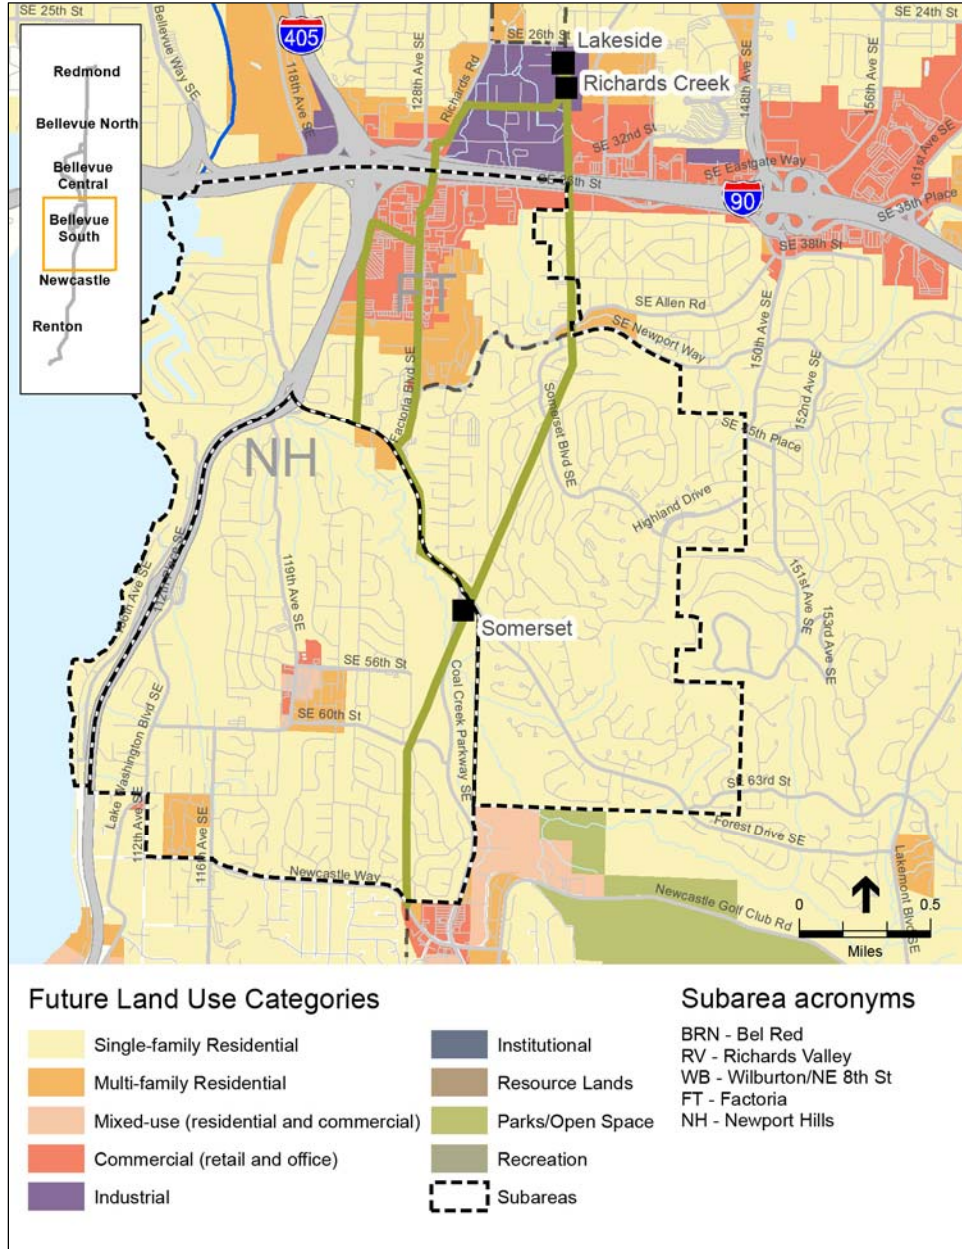 SE 25th St
Bellevue Way SE
405
118th Ave SE
128th Ave SE
Richards Rd
SE 26th St
Lakeside
Richards Creek
148th Ave SE
156th Ave SE
SE 24th St
Redmond
Bellevue North
Bellevue
Central
Bellevue
South
Newcastle
Renton
SE 32nd St
SE Eastgate Way
161st Ave SE
90
SE 35th Place
SE 38th St
FT
SE Allen Rd
SE Newport Way
150th Ave SE
152nd Ave SE
Factoria Blvd SE
Somerset Blvd SE
NH
Highland Drive
112th Place SE
119th Ave SE
151st Ave SE
153rd Ave SE
Somerset
SE 56th St
SE 60th St
Coal Creek Parkway SE
Lake Washington Blvd SE
SE 63rd St
Forest Drive SE
112th Ave SE
116th Ave SE
Newcastle Way
Newcastle Golf Club Rd
Lakemont Blvd SE
0 0.5
Miles
Future Land Use Categories
Single-family Residential
Multi-family Residential
Mixed-use (residential and commercial)
Commercial (retail and office)
Industrial
Institutional
Resource Lands
Parks/Open Space
Recreation
Subareas
Subarea acronyms
BRN - Bel Red
RV - Richards Valley
WB - Wilburton/NE 8th St
FT - Factoria
NH - Newport Hills